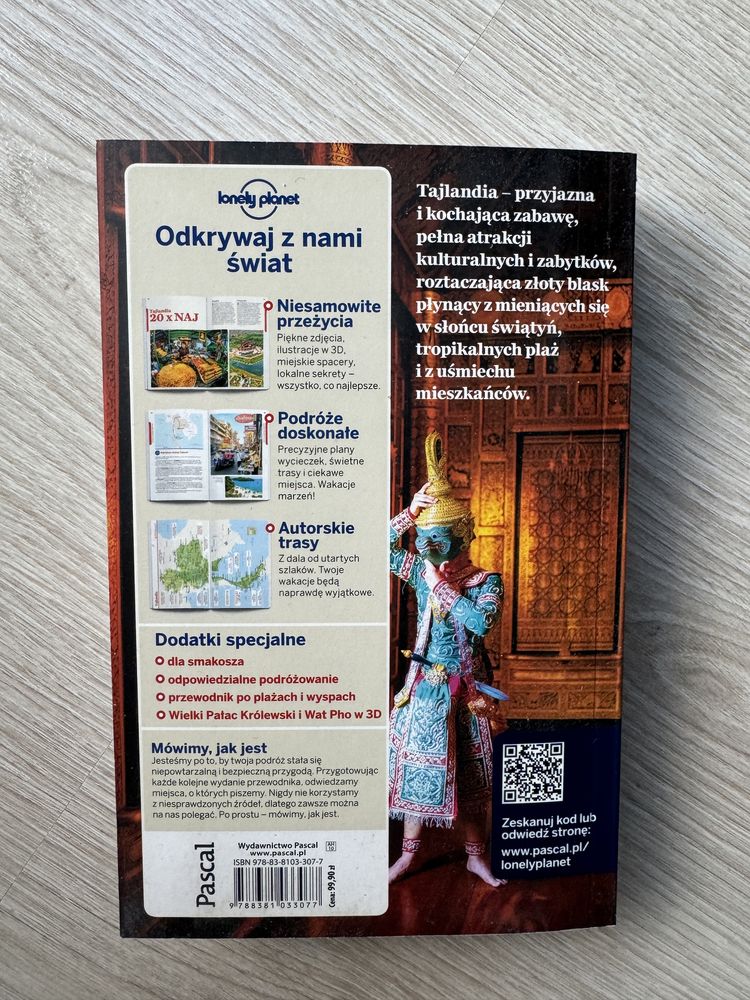 lonely planet
Odkrywaj z nami
świat
Tajlandia
20 x NAJ
Niesamowite
przeżycia
Piękne zdjęcia,
ilustracje w 3D,
miejskie spacery,
lokalne sekrety –
wszystko, co najlepsze.
Podróże
doskonałe
Precyzyjne plany
wycieczek, świetne
trasy i ciekawe
miejsca. Wakacje
marzeń!
Autorskie
trasy
Z dala od utartych
szlaków. Twoje
wakacje będą
naprawdę wyjątkowe.
Dodatki specjalne
dla smakosza
odpowiedzialne podróżowanie
przewodnik po plażach i wyspach
Wielki Pałac Królewski i Wat Pho w 3D
Mówimy, jak jest
Jesteśmy po to, by twoja podróż stała się
niepowtarzalną i bezpieczną przygodą. Przygotowując
każde kolejne wydanie przewodnika, odwiedzamy
miejsca, o których piszemy. Nigdy nie korzystamy
z niesprawdzonych źródeł, dlatego zawsze można
na nas polegać. Po prostu – mówimy, jak jest.
Pascal
Wydawnictwo Pascal
www.pascal.pl
AH
10
ISBN 978-83-8103-307-7
9 788381 033077
Cena: 99,90 zł
Tajlandia – przyjazna
i kochająca zabawę,
pełna atrakcji
kulturalnych i zabytków,
roztaczająca złoty blask
płynący z mieniących się
w słońcu świątyń,
tropikalnych plaż
i z uśmiechu
mieszkańców.
Zeskanuj kod lub
odwiedź stronę:
www.pascal.pl/
lonelyplanet